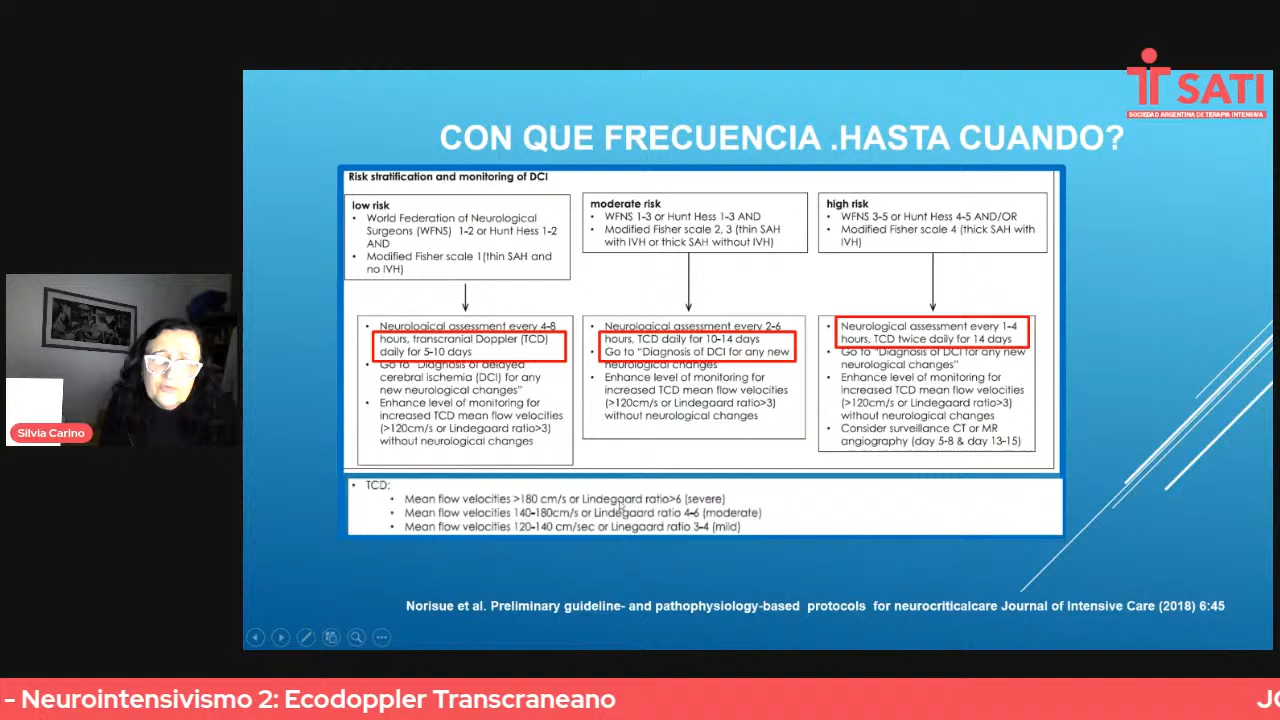 SATI
SOCIEDAD ARGENTINA DE TERAPIA INTENSIVA
CON QUE FRECUENCIA .HASTA CUANDO?
Risk stratification and monitoring of DCI
low risk
• World Federation of Neurological
Surgeons (WFNS) 1-2 or Hunt Hess 1-2
AND
• Modified Fisher scale 1(thin SAH and
no IVH)
moderate risk
• WFNS 1-3 or Hunt Hess 1-3 AND
• Modified Fisher scale 2, 3 (thin SAH
with IVH or thick SAH without IVH)
high risk
• WFNS 3-5 or Hunt Hess 4-5 AND/OR
• Modified Fisher scale 4 (thick SAH with
IVH)
• Neurological assessment every 4-8
hours, transcranial Doppler (TCD)
daily for 5-10 days
• Go to "Diagnosis of delayed
cerebral ischemia (DCI) for any
new neurological changes"
• Enhance level of monitoring for
increased TCD mean flow velocities
(>120cm/s or Lindegaard ratio>3)
without neurological changes
• Neurological assessment every 2-6
hours, TCD daily for 10-14 days
• Go to "Diagnosis of DCI for any new
neurological changes"
• Enhance level of monitoring for
increased TCD mean flow velocities
(>120cm/s or Lindegaard ratio>3)
without neurological changes
• Neurological assessment every 1-4
hours, TCD twice daily for 14 days
• Go to "Diagnosis of DCI for any new
neurological changes"
• Enhance level of monitoring for
increased TCD mean flow velocities
(>120cm/s or Lindegaard ratio>3)
without neurological changes
• Consider surveillance CT or MR
angiography (day 5-8 & day 13-15)
• TCD:
• Mean flow velocities >180 cm/s or Lindegaard ratio>6 (severe)
• Mean flow velocities 140-180cm/s or Lindegaard ratio 4-6 (moderate)
• Mean flow velocities 120-140 cm/sec or Linegaard ratio 3-4 (mild)
Norisue et al. Preliminary guideline- and pathophysiology-based protocols for neurocriticalcare Journal of Intensive Care (2018) 6:45
Silvia Carino
- Neurointensivismo 2: Ecodoppler Transcraneano
JO